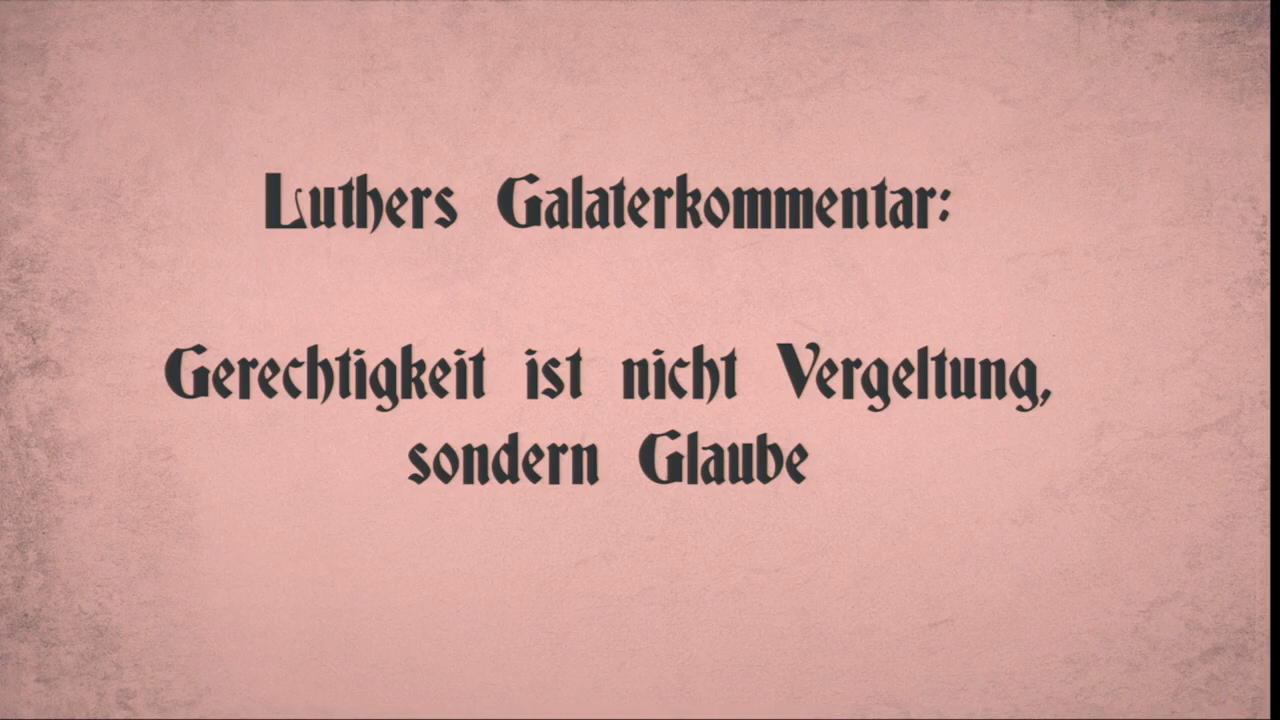 Luthers Galaterkommentar:
Gerechtigkeit ist nicht Vergeltung,
sondern Glaube